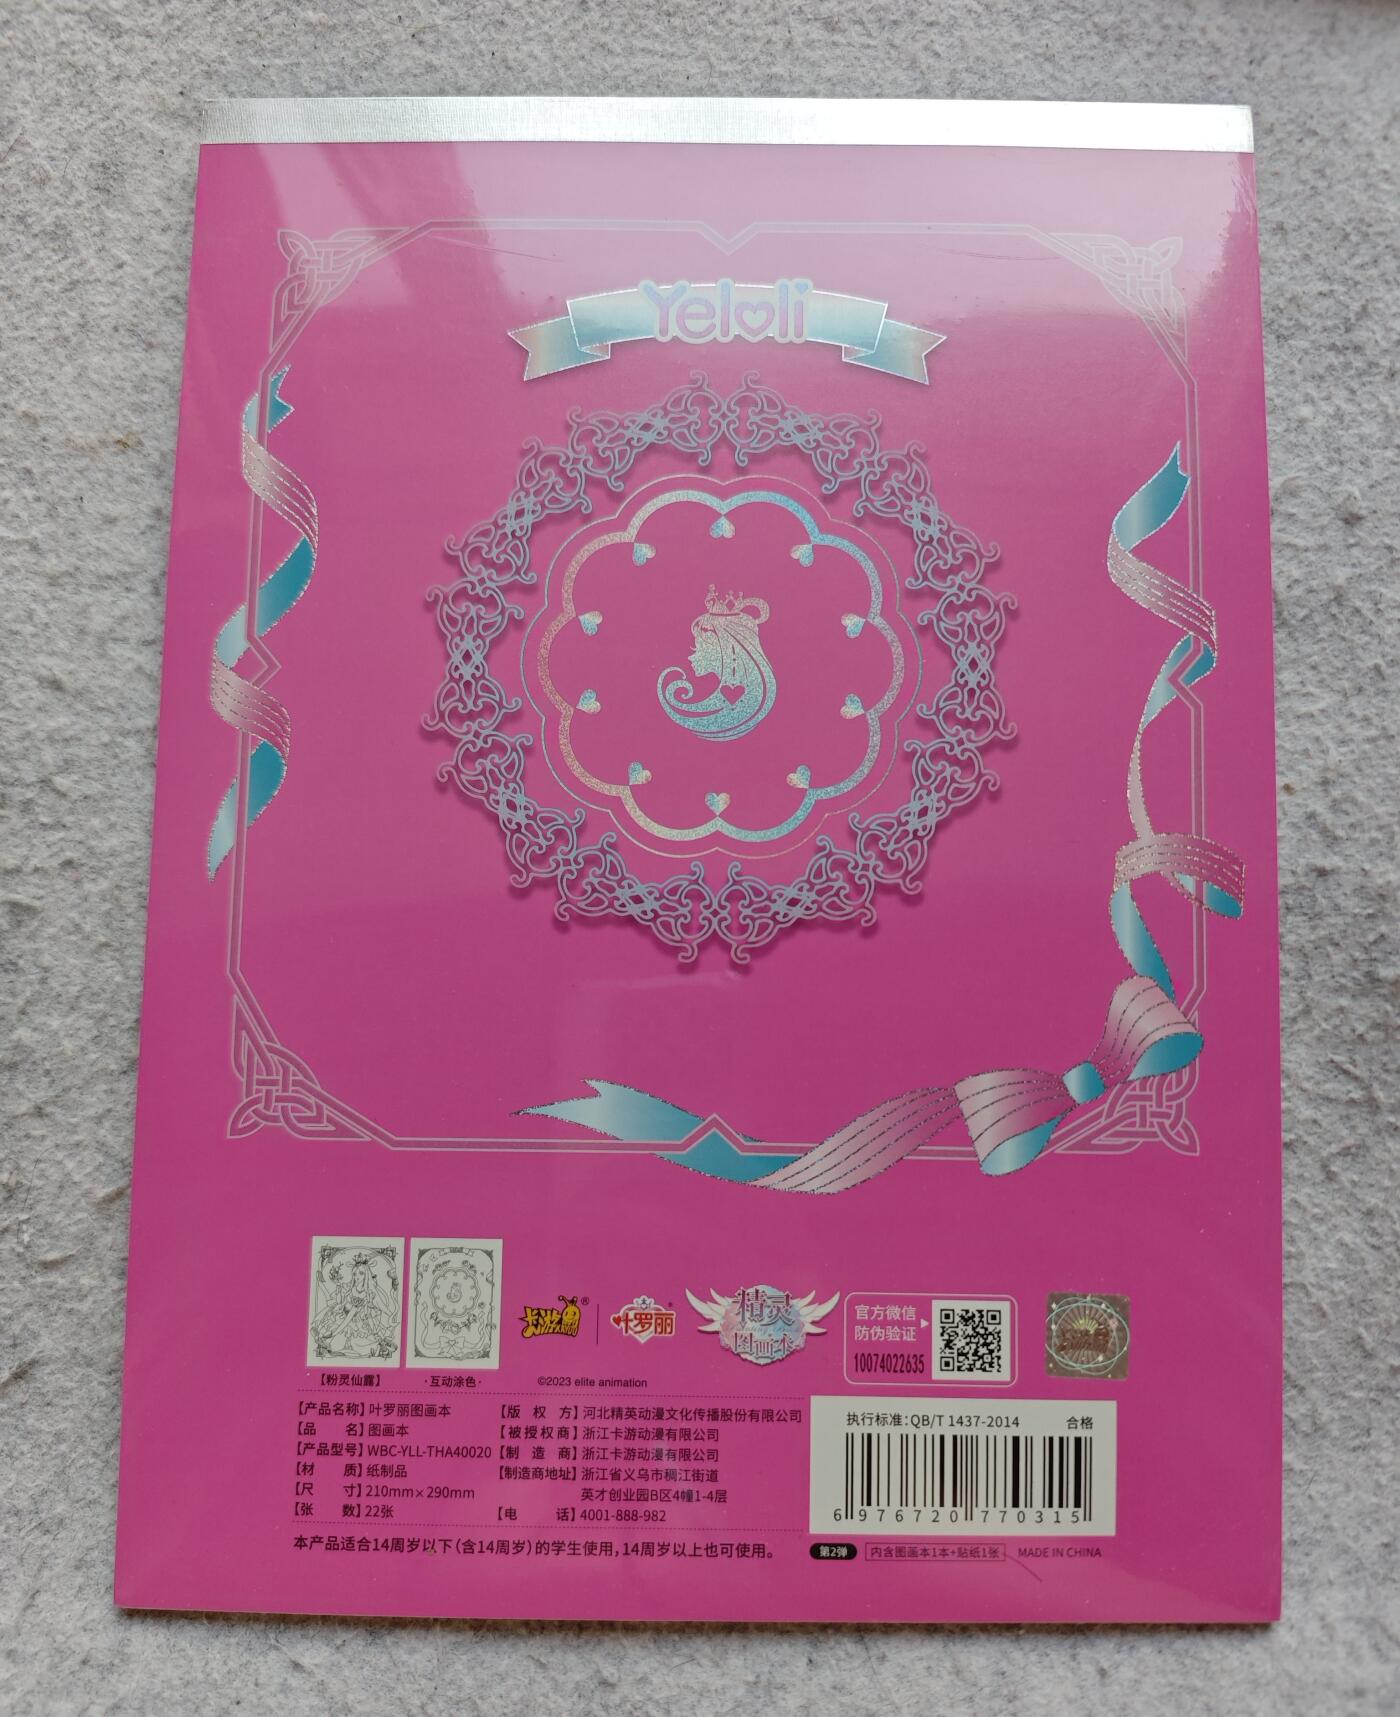 Yeloli
【粉灵仙露】
·互动涂色·
卡游®
叶罗丽
精灵
图画本
官方微信
防伪验证
10074022635
©2023 elite animation
【产品名称】叶罗丽图画本
【品 名】图画本
【产品型号】WBC-YLL-THA40020
【材 质】纸制品
【尺 寸】210mm×290mm
【张 数】22张
【版 权 方】河北精英动漫文化传播股份有限公司
【被授权商】浙江卡游动漫有限公司
【制 造 商】浙江卡游动漫有限公司
【制造商地址】浙江省义乌市稠江街道
英才创业园B区4幢1-4层
【电 话】4001-888-982
执行标准:QB/T 1437-2014 合格
6 976720 770315
本产品适合14周岁以下(含14周岁)的学生使用,14周岁以上也可使用。
第2弹 内含图画本1本+贴纸1张 MADE IN CHINA